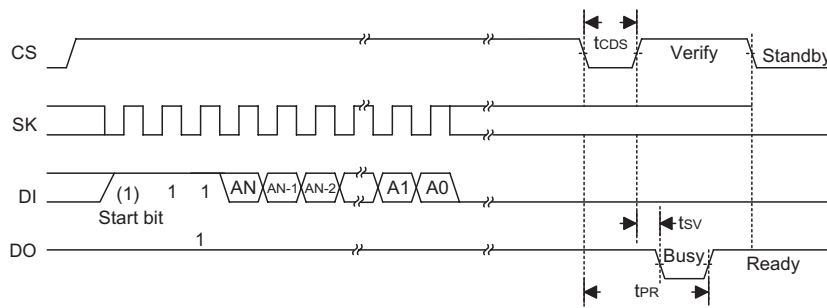 CS tCDS Verify Standby
SK
DI (1) 1 1 AN AN-1 AN-2 A1 A0
Start bit
tSV
DO 1 Busy Ready
tPR